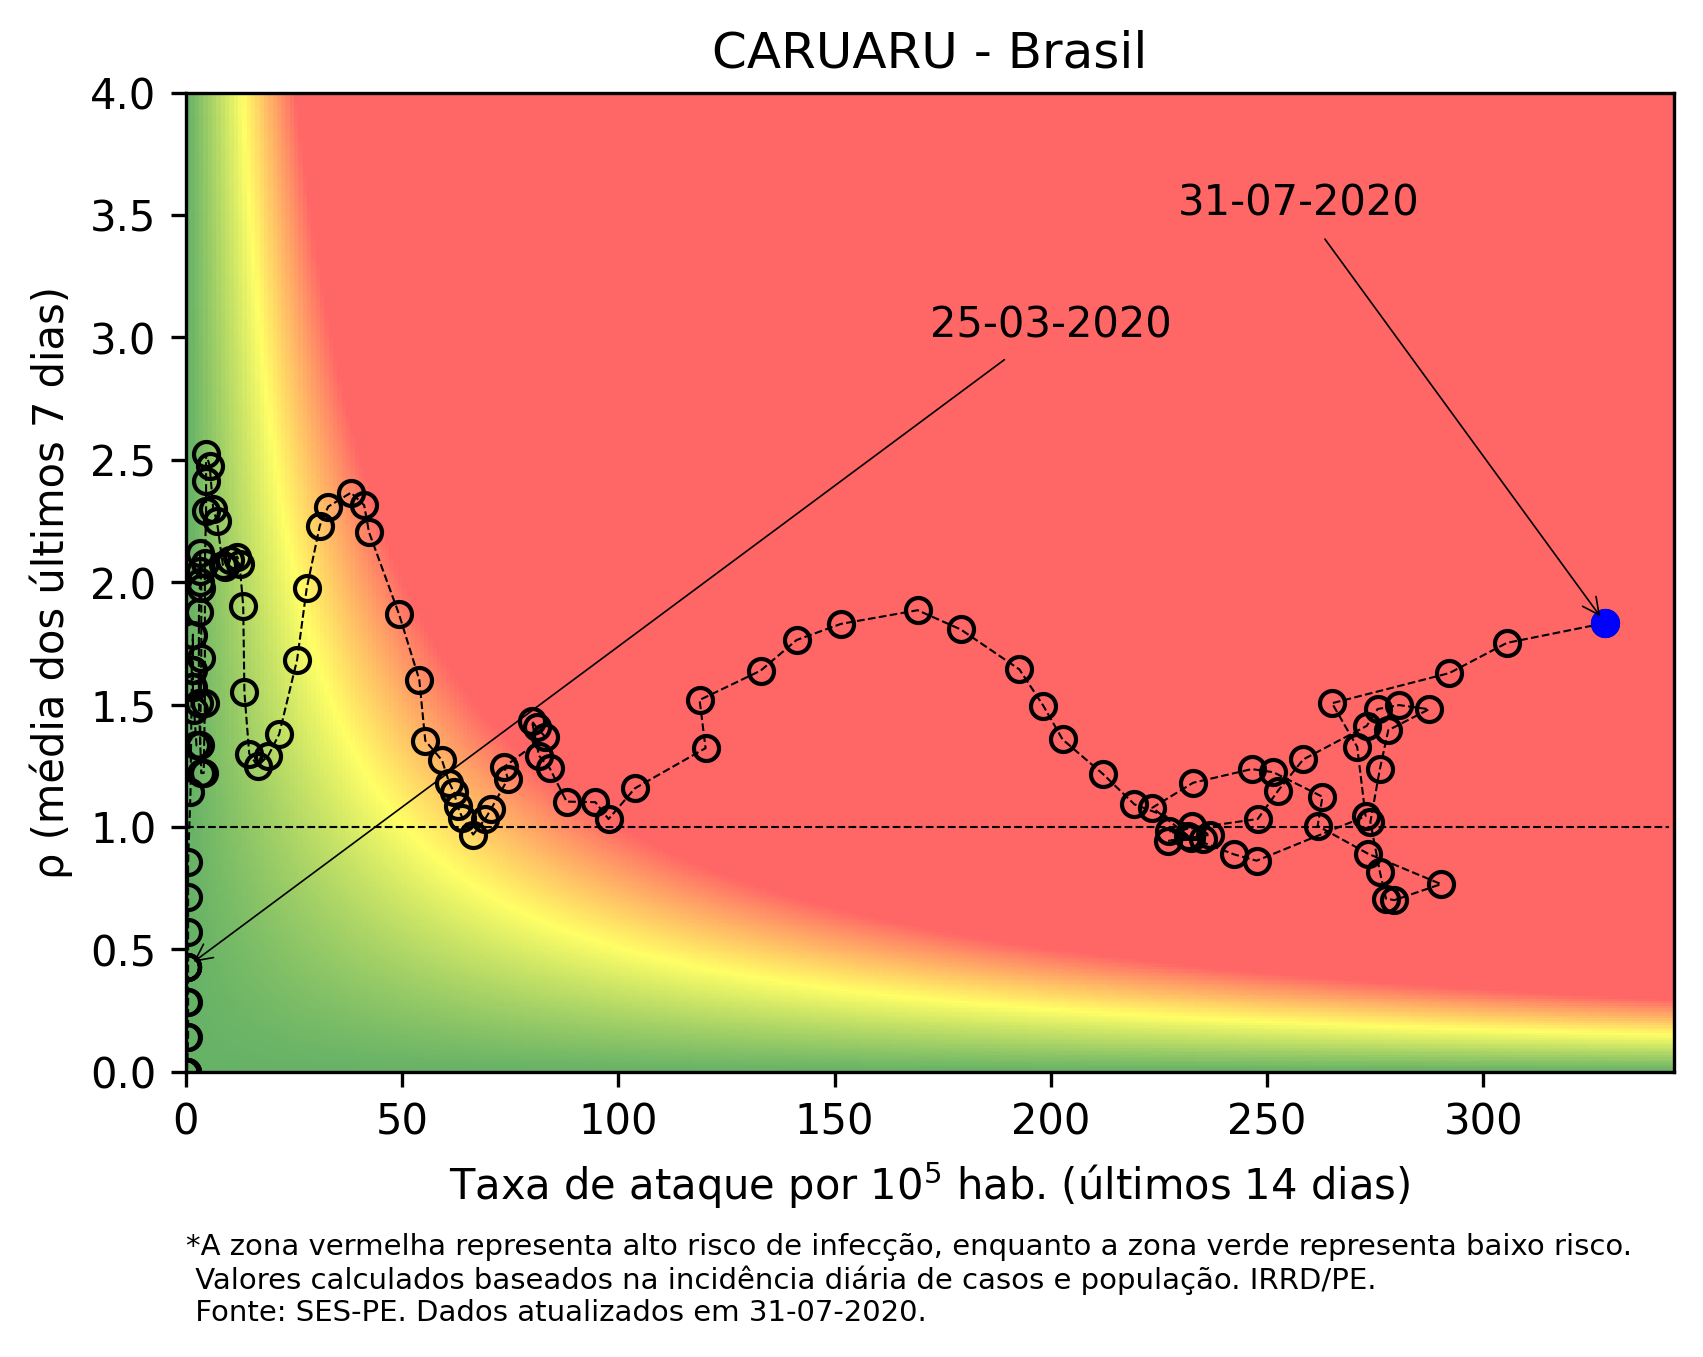 CARUARU - Brasil
4.0
3.5
3.0
2.5
2.0
1.5
1.0
0.5
0.0
ρ (média dos últimos 7 dias)
31-07-2020
25-03-2020
0 50 100 150 200 250 300
Taxa de ataque por 10⁵ hab. (últimos 14 dias)
*A zona vermelha representa alto risco de infecção, enquanto a zona verde representa baixo risco.
Valores calculados baseados na incidência diária de casos e população. IRRD/PE.
Fonte: SES-PE. Dados atualizados em 31-07-2020.